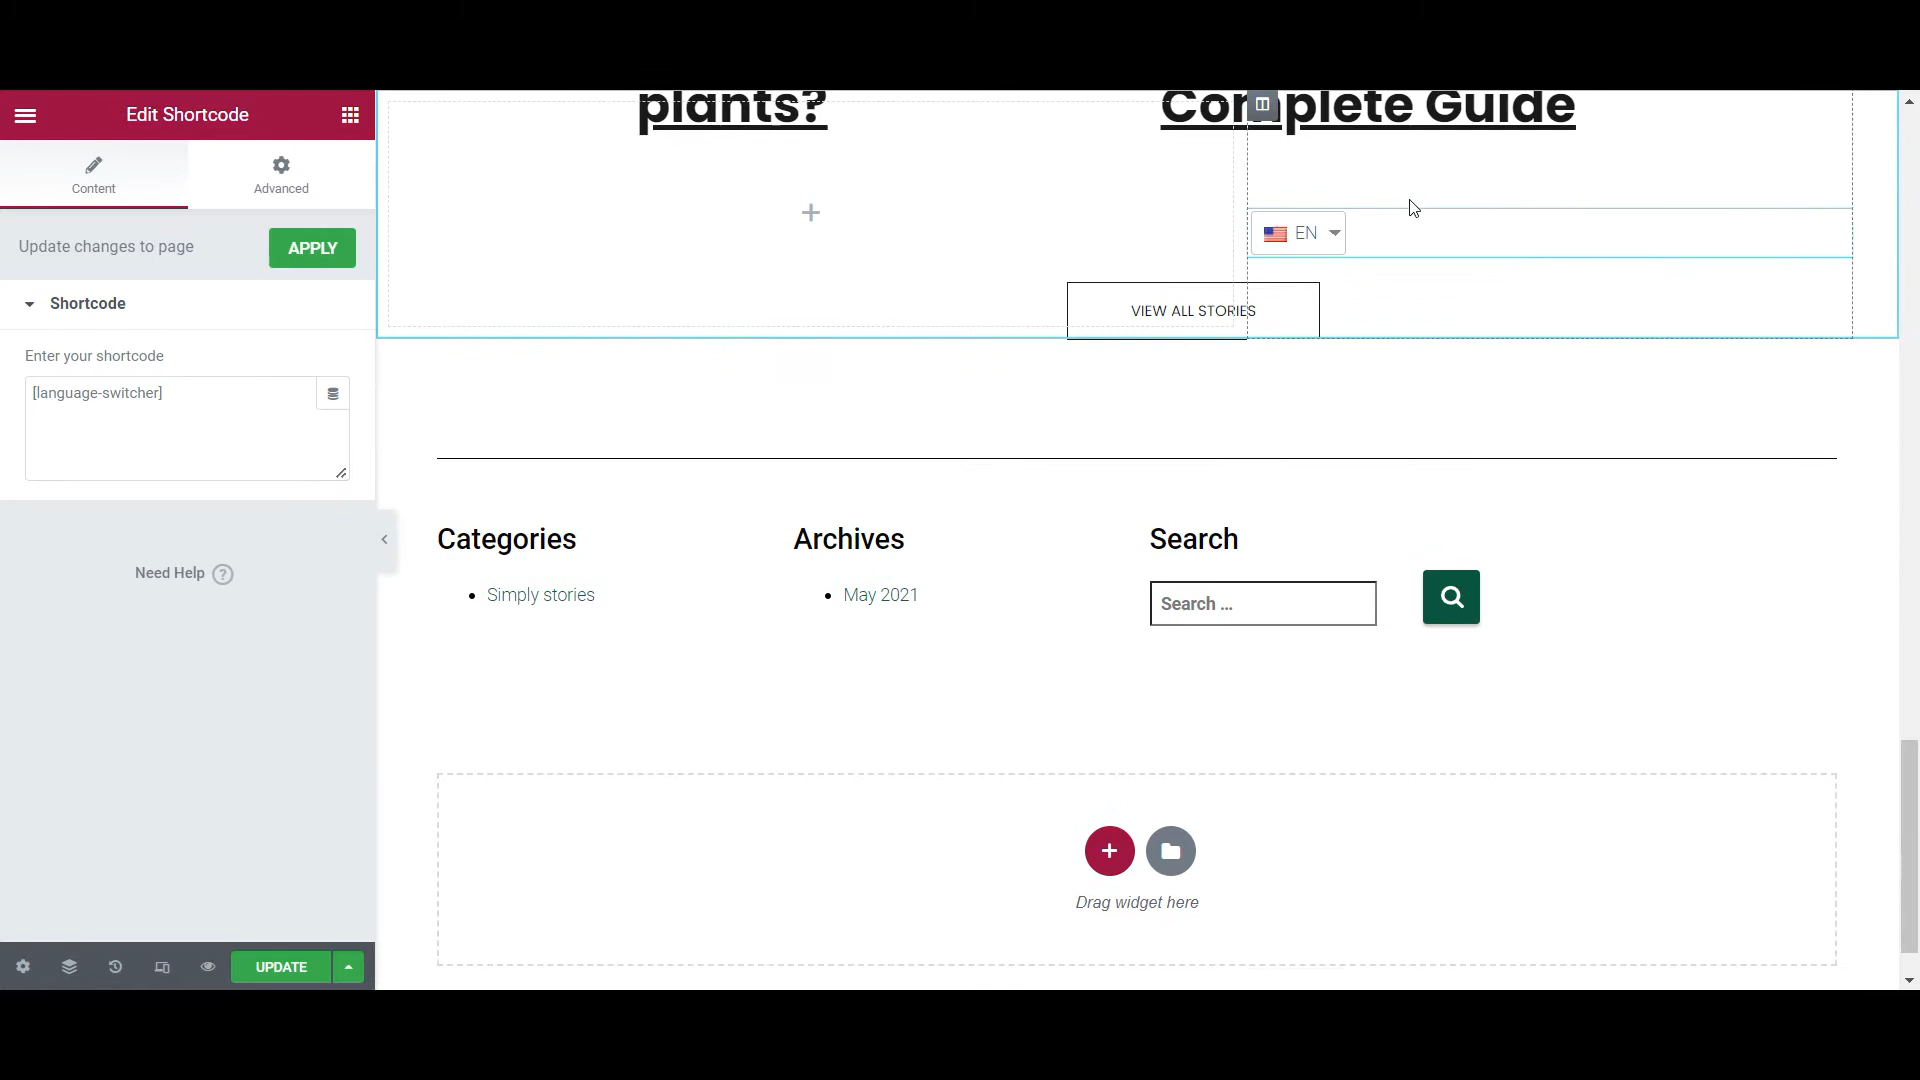 Edit Shortcode
Content
Advanced
Update changes to page
APPLY
Shortcode
Enter your shortcode
[language-switcher]
Need Help
?
UPDATE
plants?
Complete Guide
EN
VIEW ALL STORIES
Categories
Archives
Search
Simply stories
May 2021
Search ...
Drag widget here